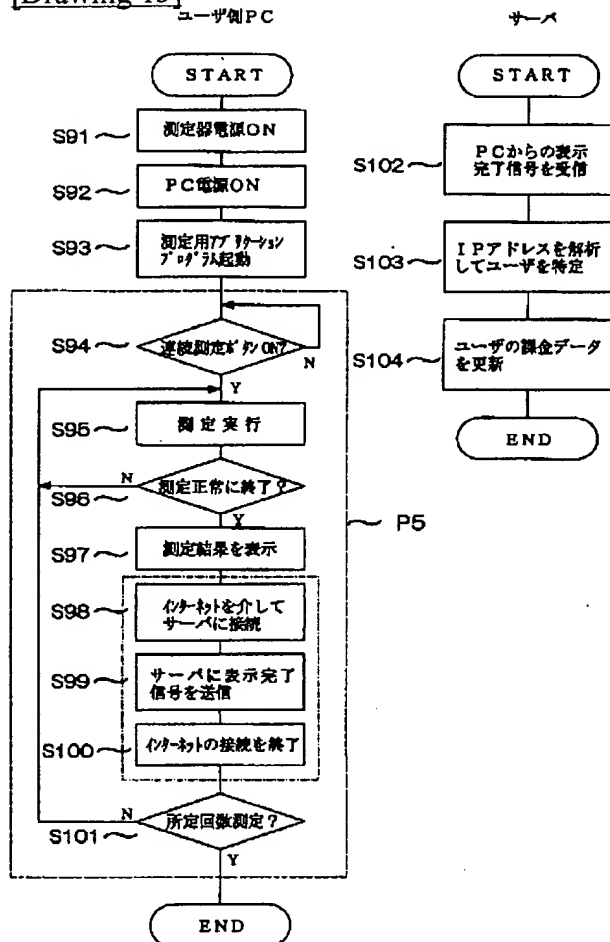 ユーザ側PC
START
S91
測定器電源ON
S92
PC電源ON
S93
測定用アプリケーション
プログラム起動
S94
連続測定ボタンON?
N
Y
S95
測定実行
S96
N
測定正常に終了?
Y
S97
測定結果を表示
S98
インターネットを介して
サーバに接続
S99
サーバに表示完了
信号を送信
S100
インターネットの接続を終了
S101
N
所定回数測定?
Y
END
P5
サーバ
START
S102
PCからの表示
完了信号を受信
S103
IPアドレスを解析
してユーザを特定
S104
ユーザの課金データ
を更新
END